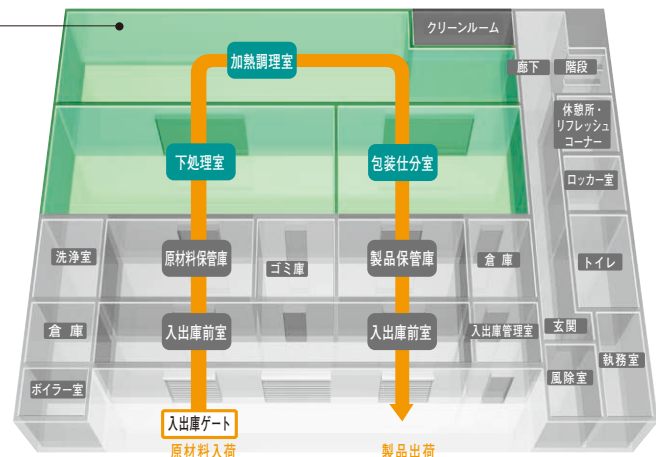 クリーンルーム
加熱調理室
廊下
階段
休憩所・
リフレッシュ
コーナー
下処理室
包装仕分室
ロッカー室
洗浄室
原材料保管庫
ゴミ庫
製品保管庫
倉 庫
トイレ
倉 庫
入出庫前室
入出庫前室
入出庫管理室
玄関
執務室
風除室
ボイラー室
入出庫ゲート
原材料入荷
製品出荷